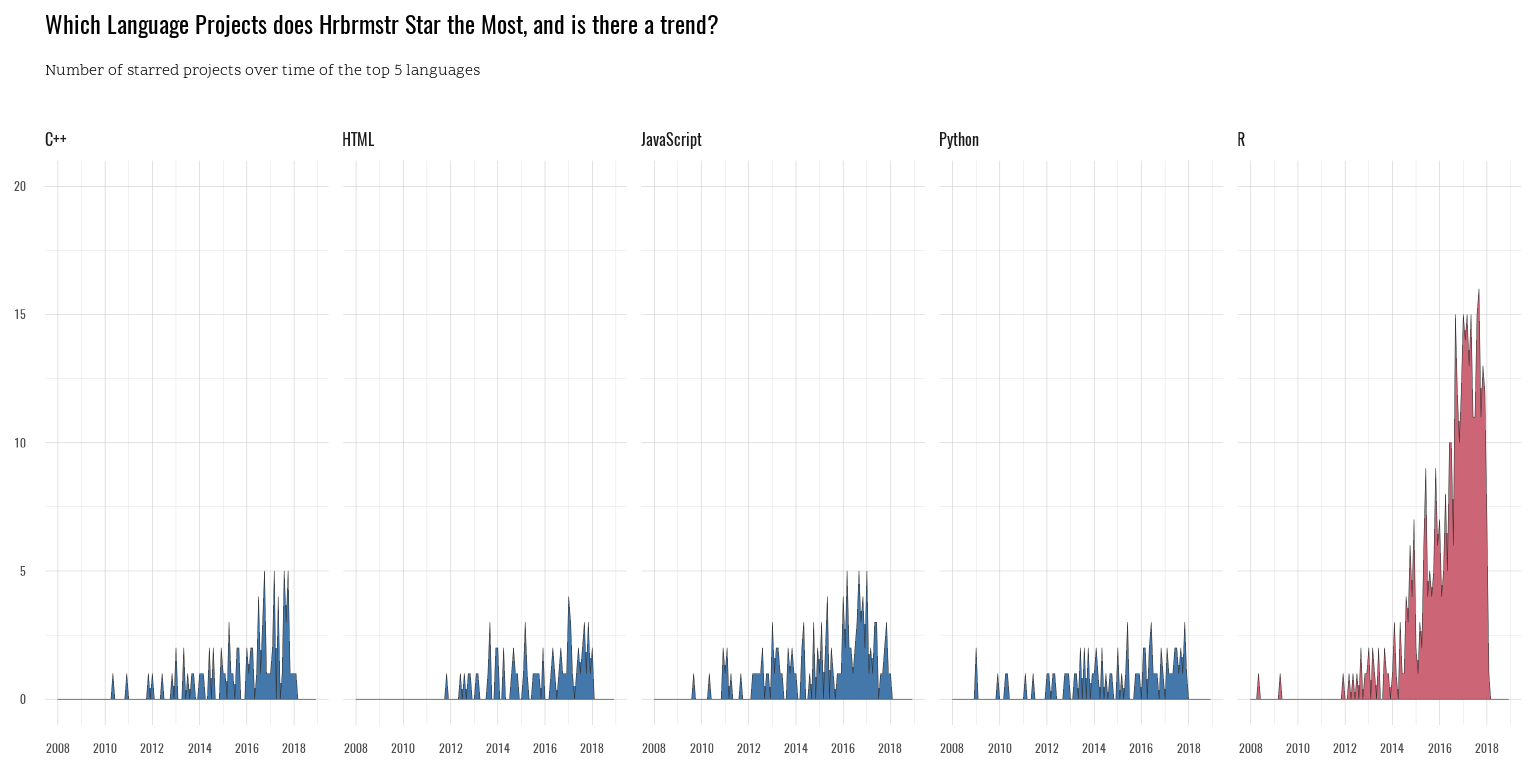 Which Language Projects does Hrbrmstr Star the Most, and is there a trend?
Number of starred projects over time of the top 5 languages
C++ HTML JavaScript Python R
20
15
10
5
0
2008 2010 2012 2014 2016 2018 2008 2010 2012 2014 2016 2018 2008 2010 2012 2014 2016 2018 2008 2010 2012 2014 2016 2018 2008 2010 2012 2014 2016 2018